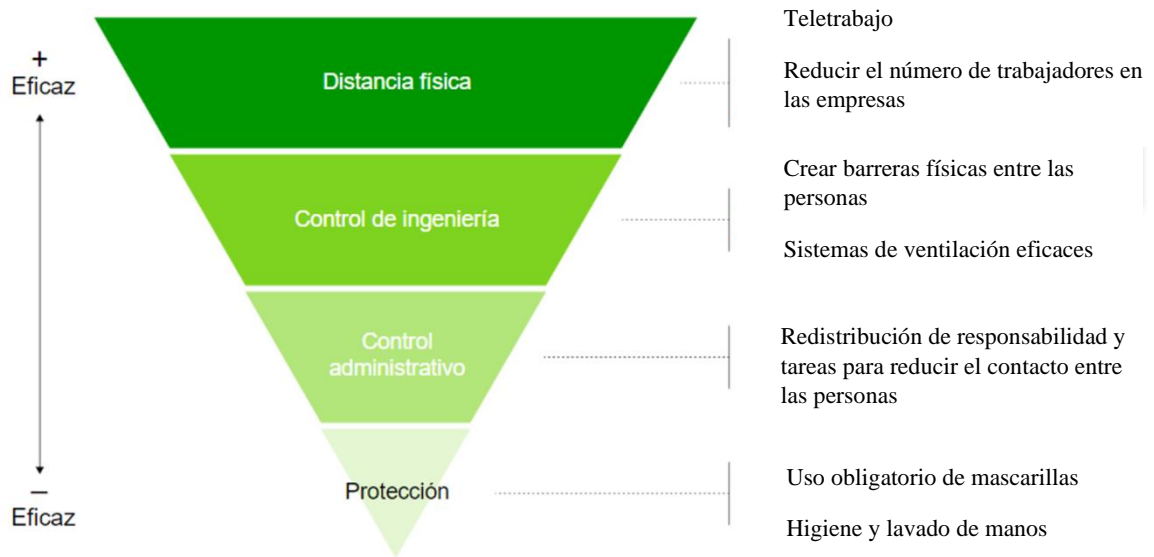 +
Eficaz
Distancia física
Teletrabajo
Reducir el número de trabajadores en
las empresas
Control de ingeniería
Crear barreras físicas entre las
personas
Sistemas de ventilación eficaces
Control
administrativo
Redistribución de responsabilidad y
tareas para reducir el contacto entre
las personas
–
Eficaz
Protección
Uso obligatorio de mascarillas
Higiene y lavado de manos